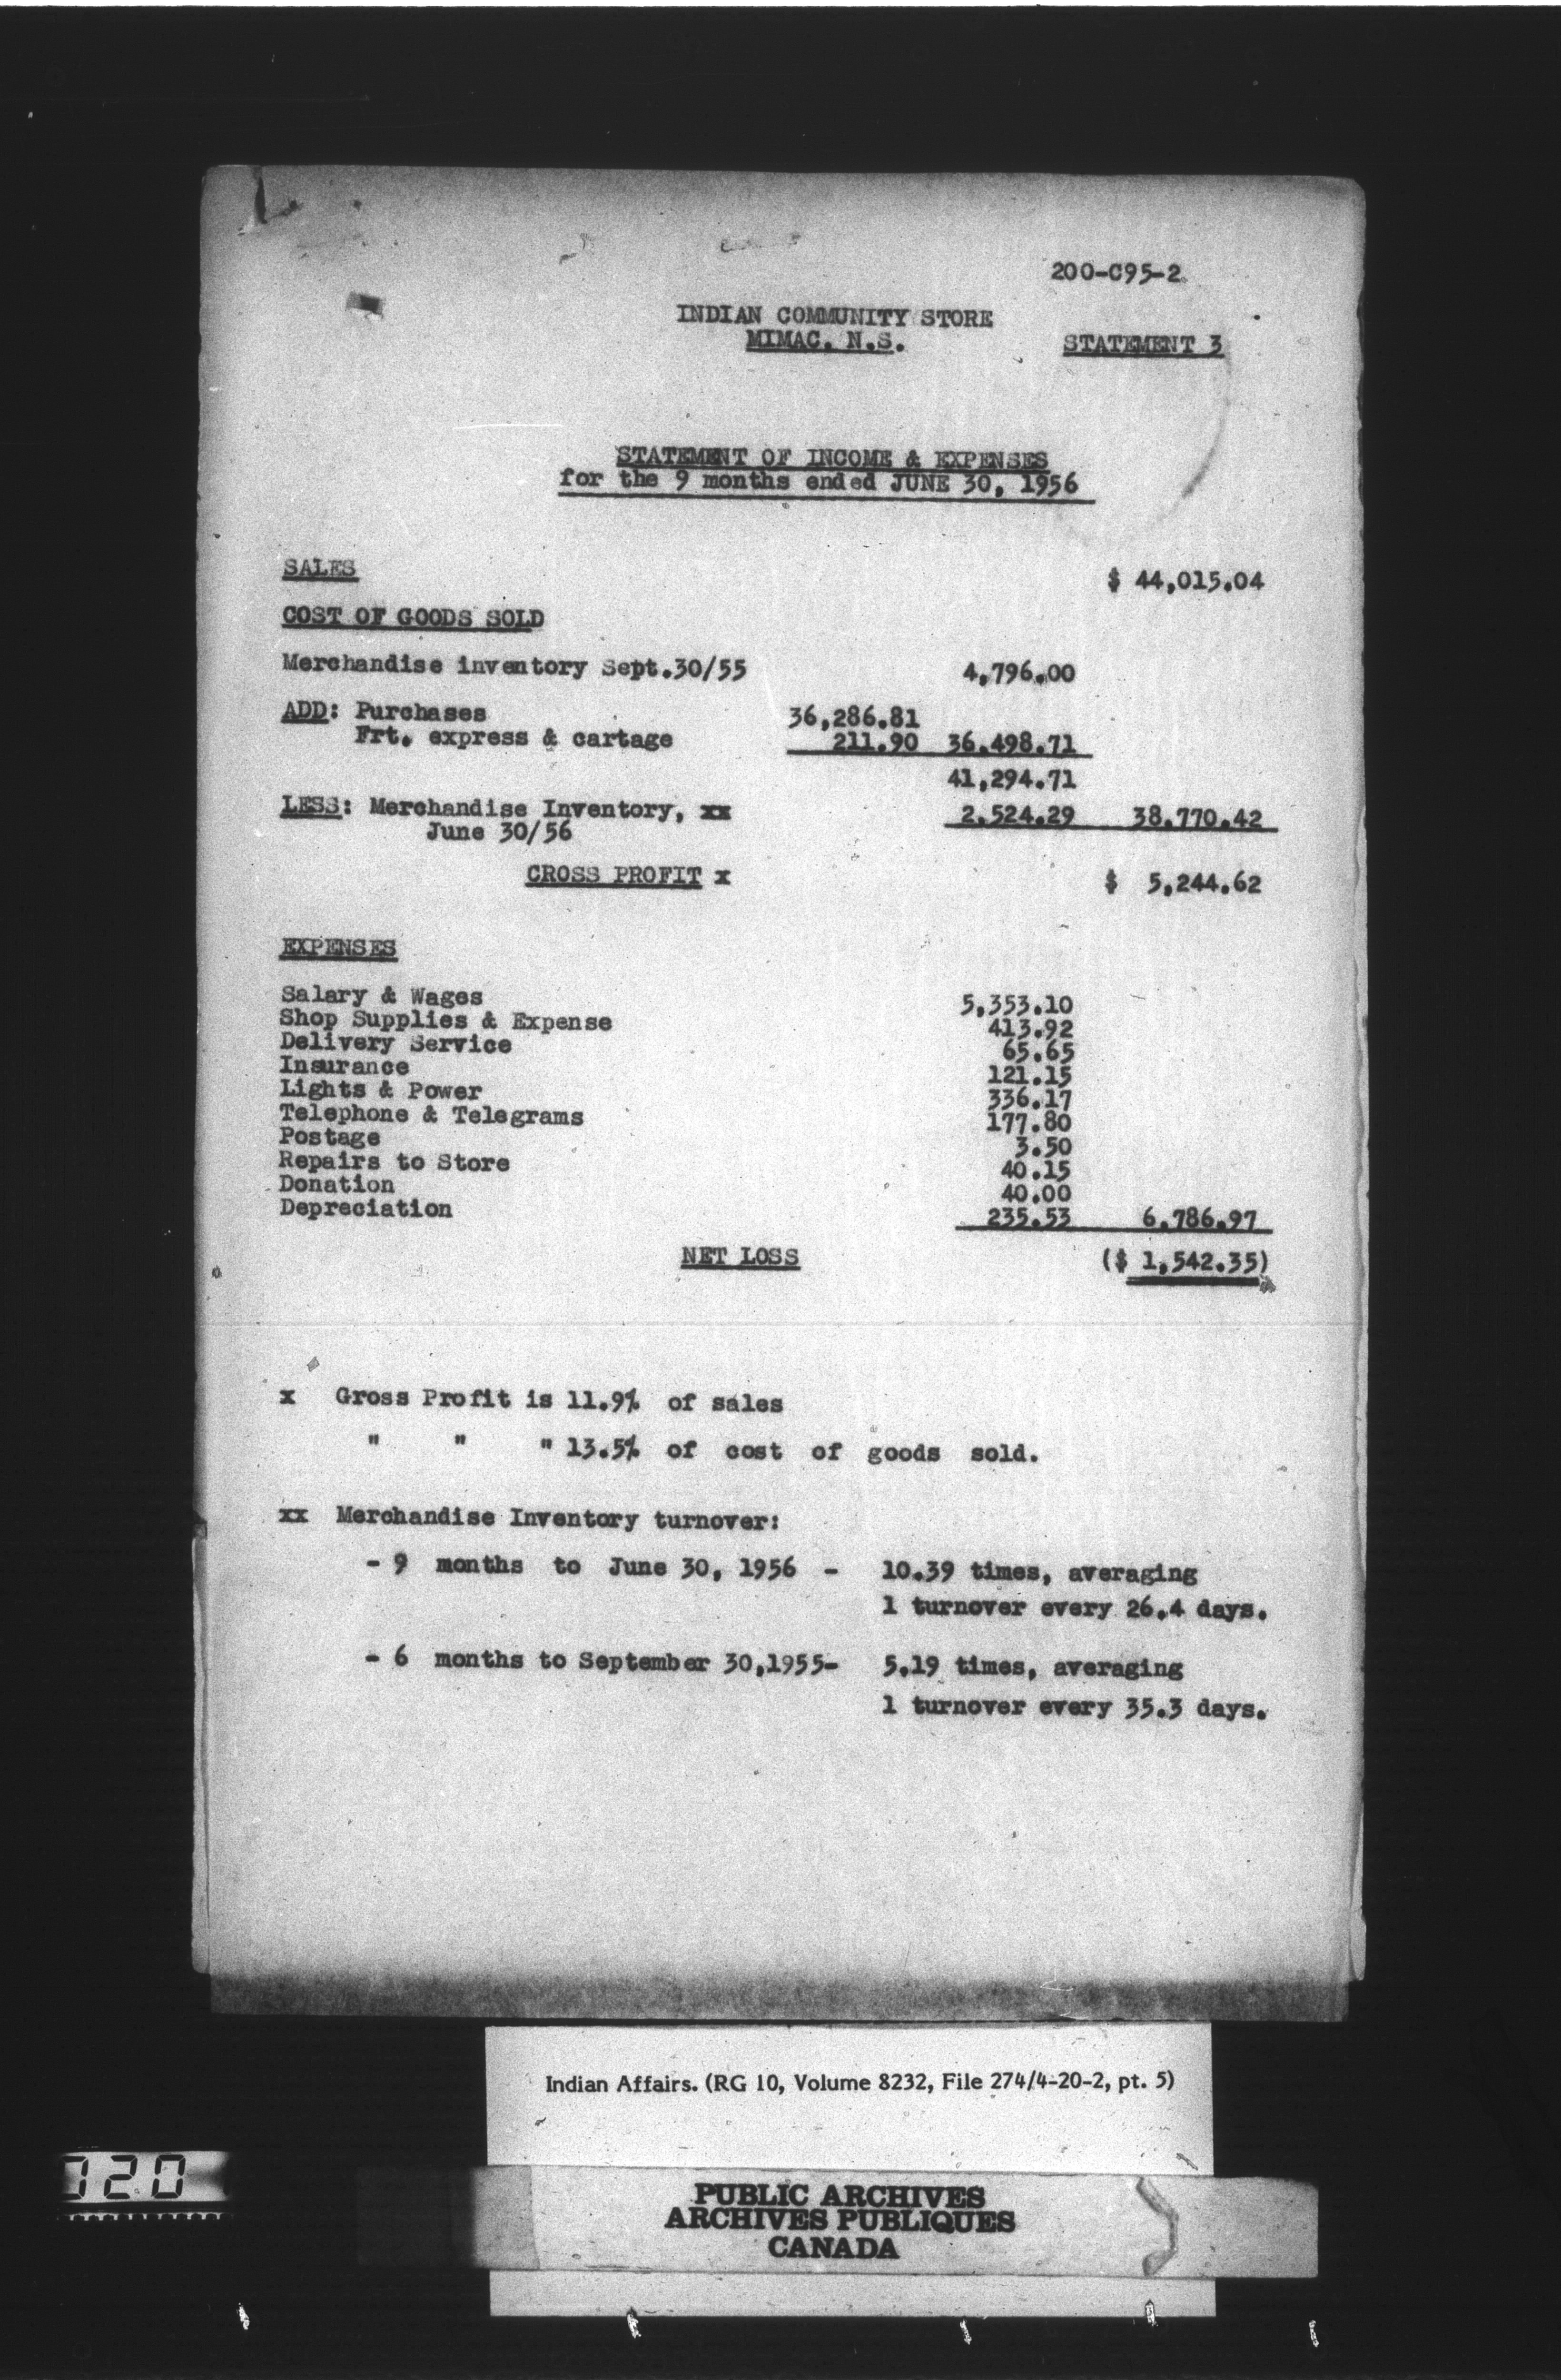 200-C95-2
INDIAN COMMUNITY STORE
MIMAC. N.S.
STATEMENT 3
STATEMENT OF INCOME & EXPENSES
for the 9 months ended JUNE 30, 1956
SALES $ 44,015.04
COST OF GOODS SOLD
Merchandise inventory Sept.30/55 4,796.00
ADD: Purchases 36,286.81
Frt. express & cartage 211.90 36,498.71
41,294.71
LESS: Merchandise Inventory, xx 2,524.29 38,770.42
June 30/56
CROSS PROFIT x $ 5,244.62
EXPENSES
Salary & Wages 5,353.10
Shop Supplies & Expense 413.92
Delivery Service 65.65
Insurance 121.15
Lights & Power 336.17
Telephone & Telegrams 177.80
Postage 3.50
Repairs to Store 40.15
Donation 40.00
Depreciation 235.53 6,786.97
NET LOSS ($ 1,542.35)
x Gross Profit is 11.9% of sales
" " " 13.5% of cost of goods sold.
xx Merchandise Inventory turnover:
- 9 months to June 30, 1956 - 10.39 times, averaging
1 turnover every 26.4 days.
- 6 months to September 30,1955- 5.19 times, averaging
1 turnover every 35.3 days.
Indian Affairs. (RG 10, Volume 8232, File 274/4-20-2, pt. 5)
PUBLIC ARCHIVES
ARCHIVES PUBLIQUES
CANADA